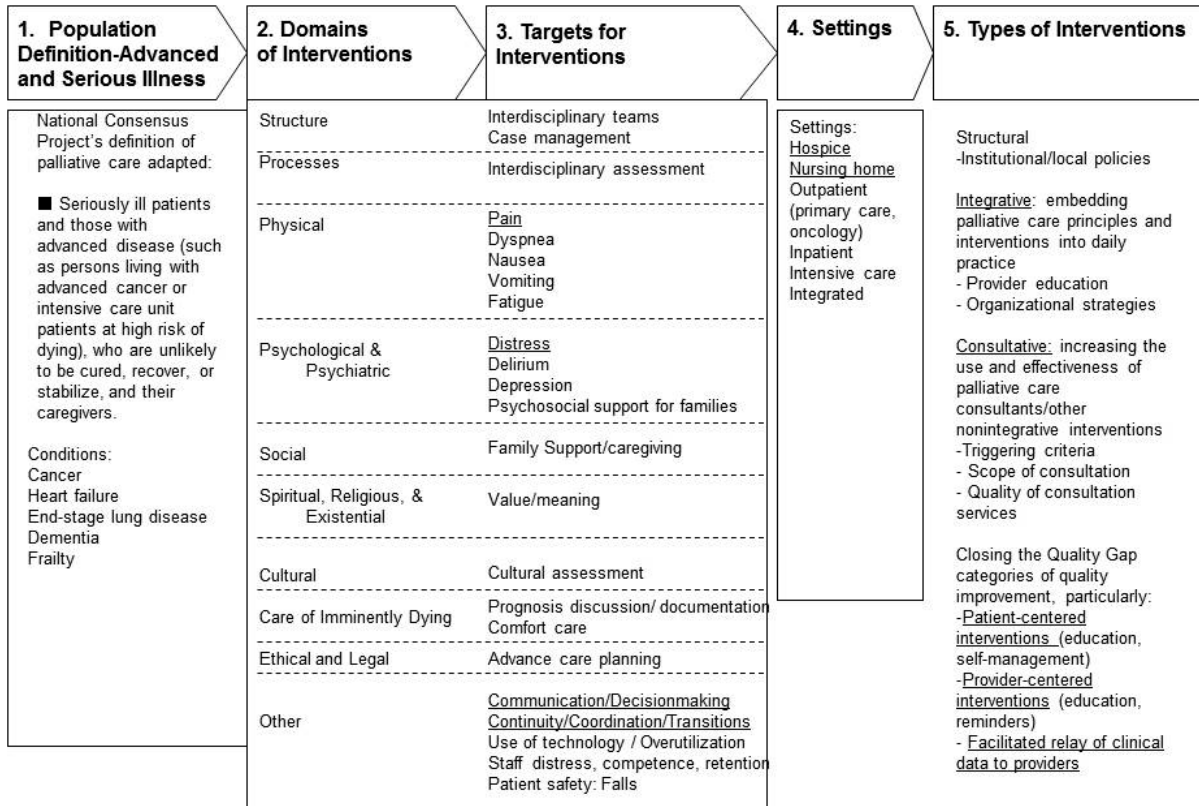 1. Population
Definition-Advanced
and Serious Illness
National Consensus
Project's definition of
palliative care adapted:
■ Seriously ill patients
and those with
advanced disease (such
as persons living with
advanced cancer or
intensive care unit
patients at high risk of
dying), who are unlikely
to be cured, recover, or
stabilize, and their
caregivers.
Conditions:
Cancer
Heart failure
End-stage lung disease
Dementia
Frailty
2. Domains
of Interventions
3. Targets for
Interventions
Structure
Interdisciplinary teams
Case management
Processes
Interdisciplinary assessment
Physical
Pain
Dyspnea
Nausea
Vomiting
Fatigue
Psychological &
Psychiatric
Distress
Delirium
Depression
Psychosocial support for families
Social
Family Support/caregiving
Spiritual, Religious, &
Existential
Value/meaning
Cultural
Cultural assessment
Care of Imminently Dying
Prognosis discussion/ documentation
Comfort care
Ethical and Legal
Advance care planning
Other
Communication/Decisionmaking
Continuity/Coordination/Transitions
Use of technology / Overutilization
Staff distress, competence, retention
Patient safety: Falls
4. Settings
Settings:
Hospice
Nursing home
Outpatient
(primary care,
oncology)
Inpatient
Intensive care
Integrated
5. Types of Interventions
Structural
-Institutional/local policies
Integrative: embedding
palliative care principles and
interventions into daily
practice
- Provider education
- Organizational strategies
Consultative: increasing the
use and effectiveness of
palliative care
consultants/other
nonintegrative interventions
-Triggering criteria
- Scope of consultation
- Quality of consultation
services
Closing the Quality Gap
categories of quality
improvement, particularly:
-Patient-centered
interventions (education,
self-management)
-Provider-centered
interventions (education,
reminders)
- Facilitated relay of clinical
data to providers